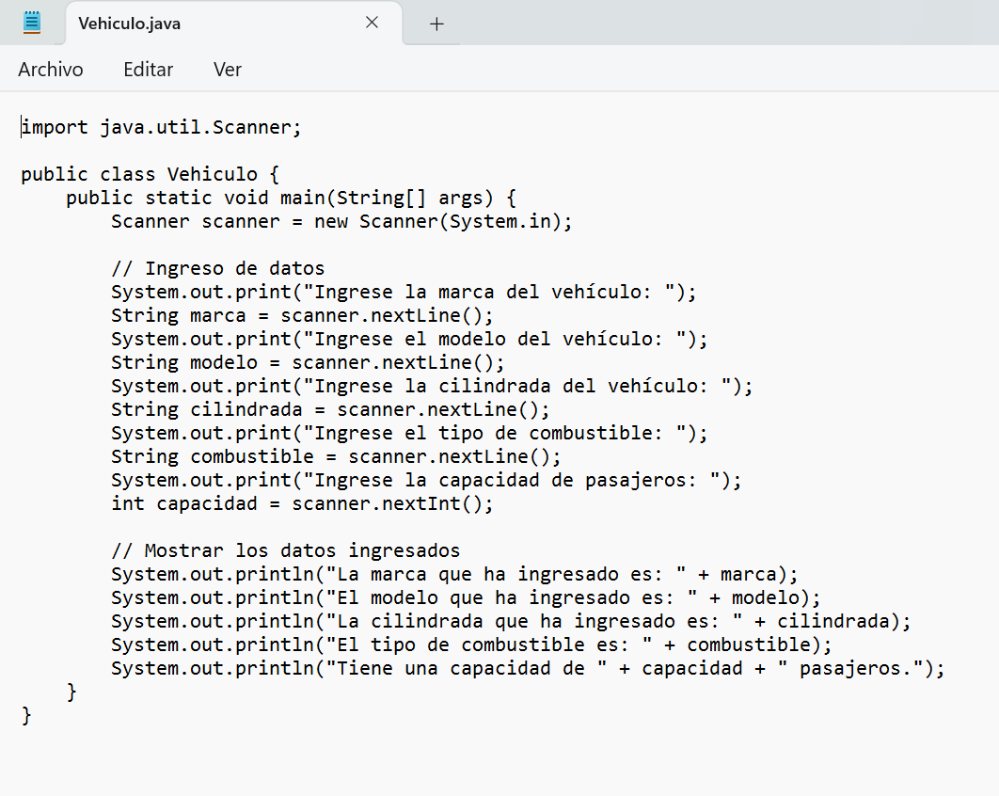 Vehiculo.java
Archivo Editar Ver
import java.util.Scanner;
public class Vehiculo {
    public static void main(String[] args) {
        Scanner scanner = new Scanner(System.in);
        // Ingreso de datos
        System.out.print("Ingrese la marca del vehículo: ");
        String marca = scanner.nextLine();
        System.out.print("Ingrese el modelo del vehículo: ");
        String modelo = scanner.nextLine();
        System.out.print("Ingrese la cilindrada del vehículo: ");
        String cilindrada = scanner.nextLine();
        System.out.print("Ingrese el tipo de combustible: ");
        String combustible = scanner.nextLine();
        System.out.print("Ingrese la capacidad de pasajeros: ");
        int capacidad = scanner.nextInt();
        // Mostrar los datos ingresados
        System.out.println("La marca que ha ingresado es: " + marca);
        System.out.println("El modelo que ha ingresado es: " + modelo);
        System.out.println("La cilindrada que ha ingresado es: " + cilindrada);
        System.out.println("El tipo de combustible es: " + combustible);
        System.out.println("Tiene una capacidad de " + capacidad + " pasajeros.");
    }
}